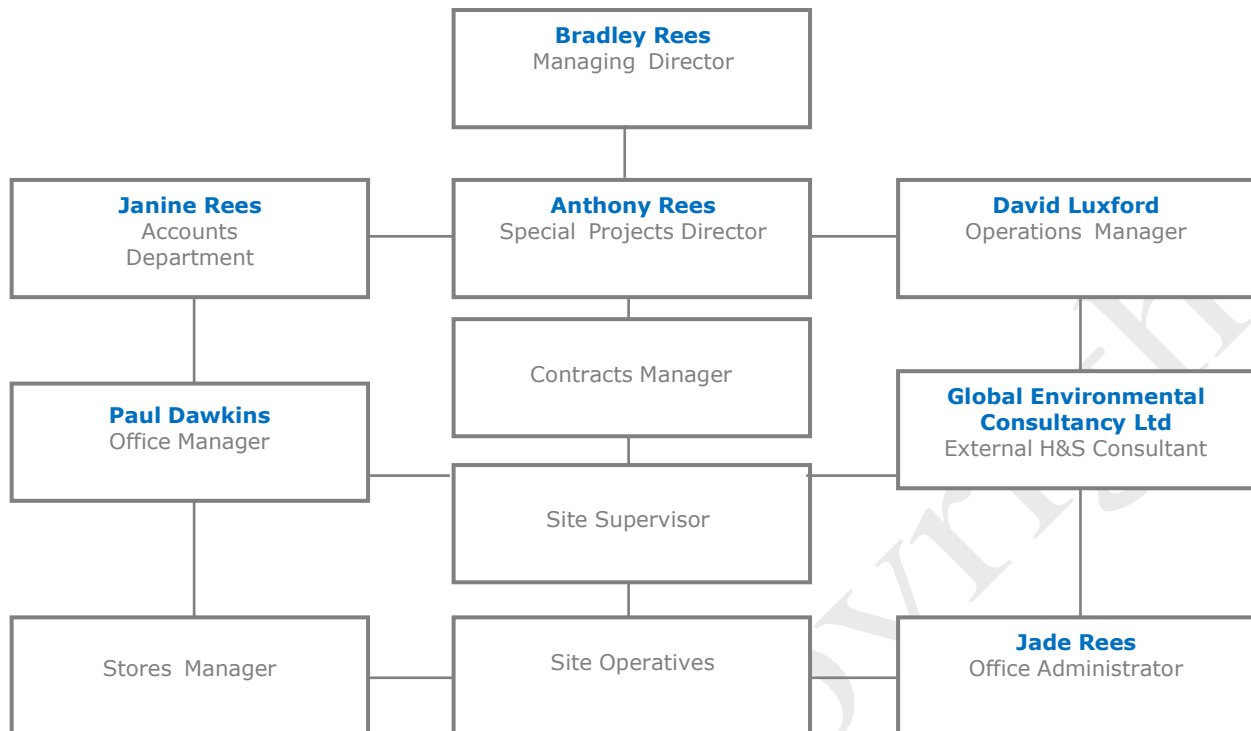 Bradley Rees
Managing Director
Janine Rees
Accounts
Department
Anthony Rees
Special Projects Director
David Luxford
Operations Manager
Contracts Manager
Paul Dawkins
Office Manager
Global Environmental
Consultancy Ltd
External H&S Consultant
Site Supervisor
Stores Manager
Site Operatives
Jade Rees
Office Administrator